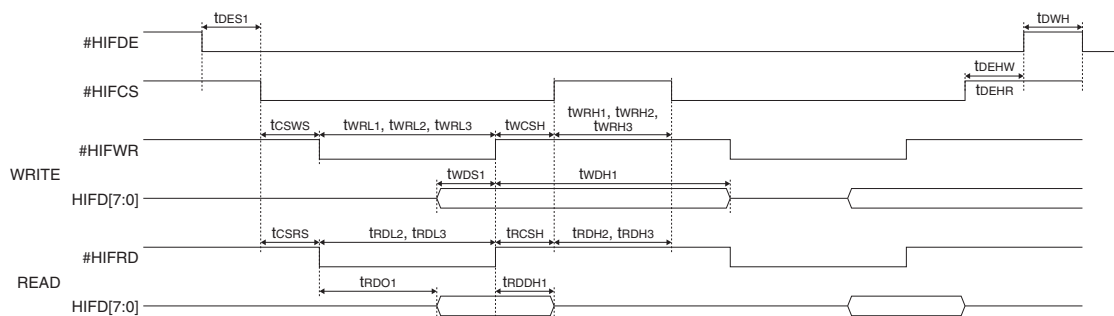 tDES1 tDWH
#HIFDE
tDEHW
#HIFCS tDEHR
tCSWS tWRL1, tWRL2, tWRL3 tWCSH tWRH1, tWRH2,
tWRH3
#HIFWR
WRITE
tWDS1 tWDH1
HIFD[7:0]
tCSRS tRDL2, tRDL3 tRCSH tRDH2, tRDH3
#HIFRD
READ
tRDO1 tRDDH1
HIFD[7:0]